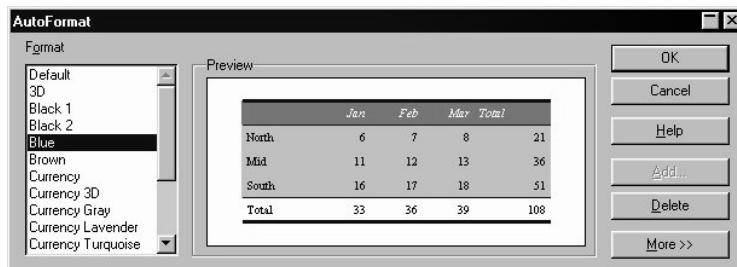 AutoFormat
Format
Default
3D
Black 1
Black 2
Blue
Brown
Currency
Currency 3D
Currency Gray
Currency Lavender
Currency Turquoise
Preview
Jan Feb Mar Total
North 6 7 8 21
Mid 11 12 13 36
South 16 17 18 51
Total 33 36 39 108
OK
Cancel
Help
Add...
Delete
More >>